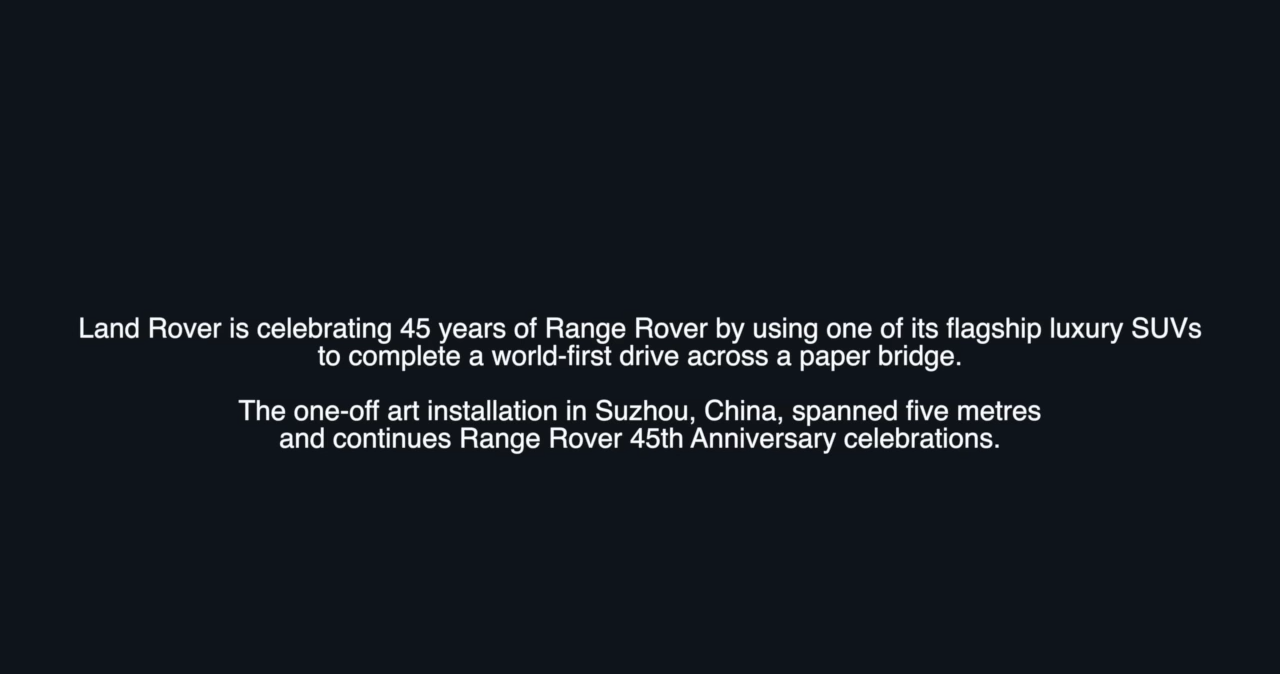 Land Rover is celebrating 45 years of Range Rover by using one of its flagship luxury SUVs
to complete a world-first drive across a paper bridge.
The one-off art installation in Suzhou, China, spanned five metres
and continues Range Rover 45th Anniversary celebrations.